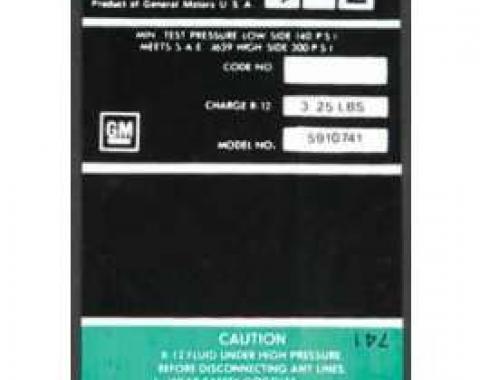 Product of General Motors U S A
MIN. TEST PRESSURE LOW SIDE 160 P S I
MEETS S A E J639 HIGH SIDE 300 P S I
CODE NO
CHARGE R-12 3.25 LBS
GM
MODEL NO. 5910741
741
CAUTION
R-12 FLUID UNDER HIGH PRESSURE.
BEFORE DISCONNECTING ANY LINES,